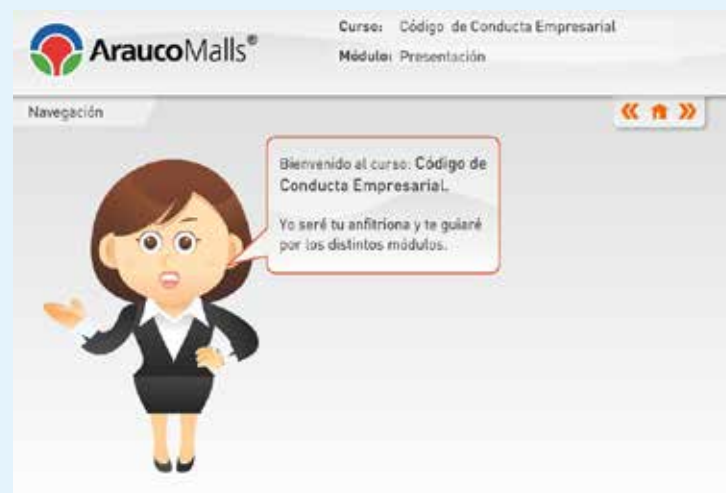 AraucoMalls®
Curso: Código de Conducta Empresarial
Módulo: Presentación
Navegación
Bienvenido al curso: Código de
Conducta Empresarial.
Yo seré tu anfitriona y te guiaré
por los distintos módulos.